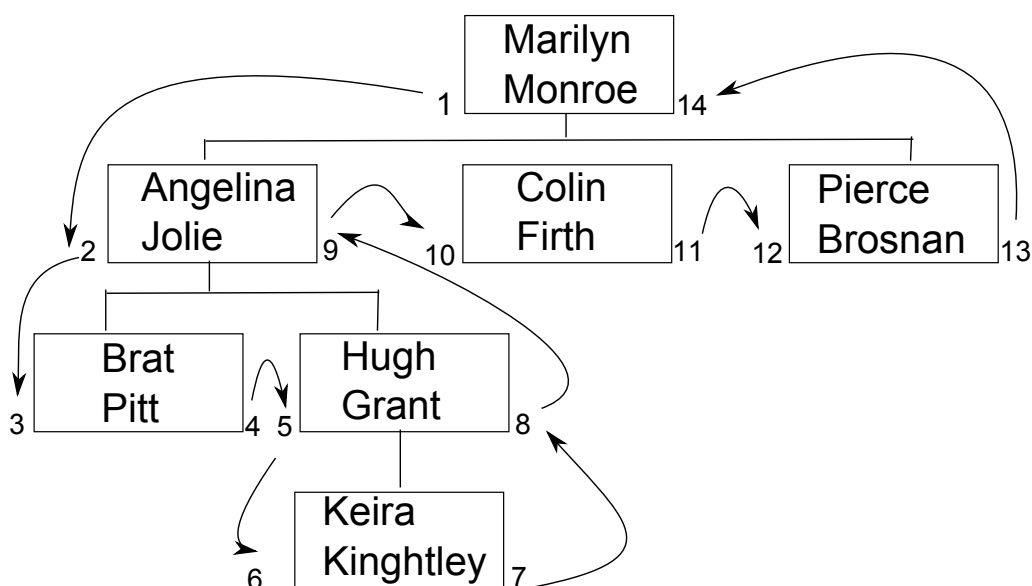 Marilyn
Monroe
1
14
Angelina
Jolie
2
9
Colin
Firth
10
11
Pierce
Brosnan
12
13
Brat
Pitt
3
4
Hugh
Grant
5
8
Keira
Kinghtley
6
7